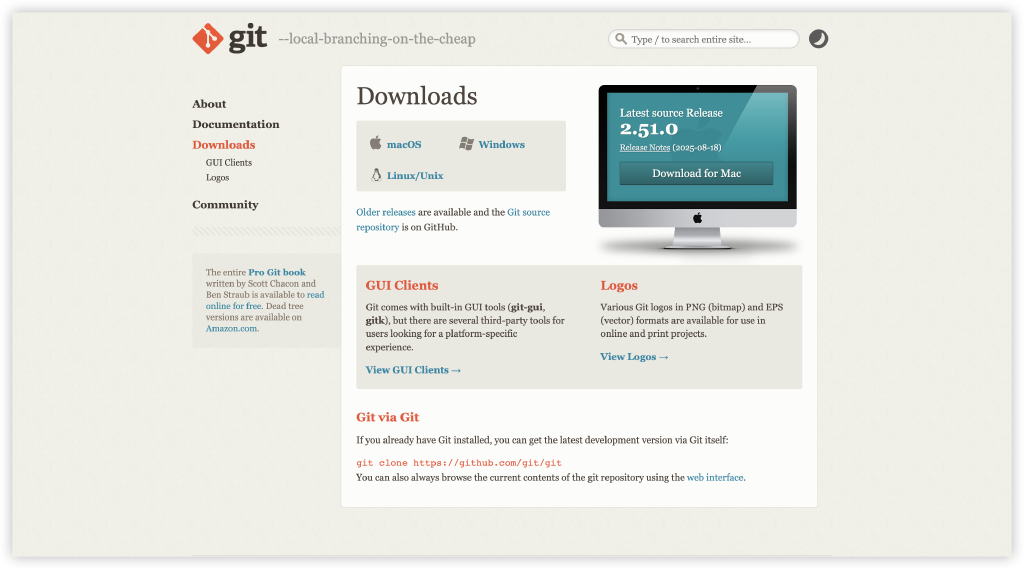 git --local-branching-on-the-cheap
Type / to search entire site...
About
Documentation
Downloads
GUI Clients
Logos
Community
The entire Pro Git book
written by Scott Chacon and
Ben Straub is available to read
online for free. Dead tree
versions are available on
Amazon.com.
Downloads
macOS
Windows
Linux/Unix
Older releases are available and the Git source
repository is on GitHub.
Latest source Release
2.51.0
Release Notes (2025-08-18)
Download for Mac
GUI Clients
Git comes with built-in GUI tools (git-gui,
gitk), but there are several third-party tools for
users looking for a platform-specific
experience.
View GUI Clients →
Logos
Various Git logos in PNG (bitmap) and EPS
(vector) formats are available for use in
online and print projects.
View Logos →
Git via Git
If you already have Git installed, you can get the latest development version via Git itself:
git clone https://github.com/git/git
You can also always browse the current contents of the git repository using the web interface.